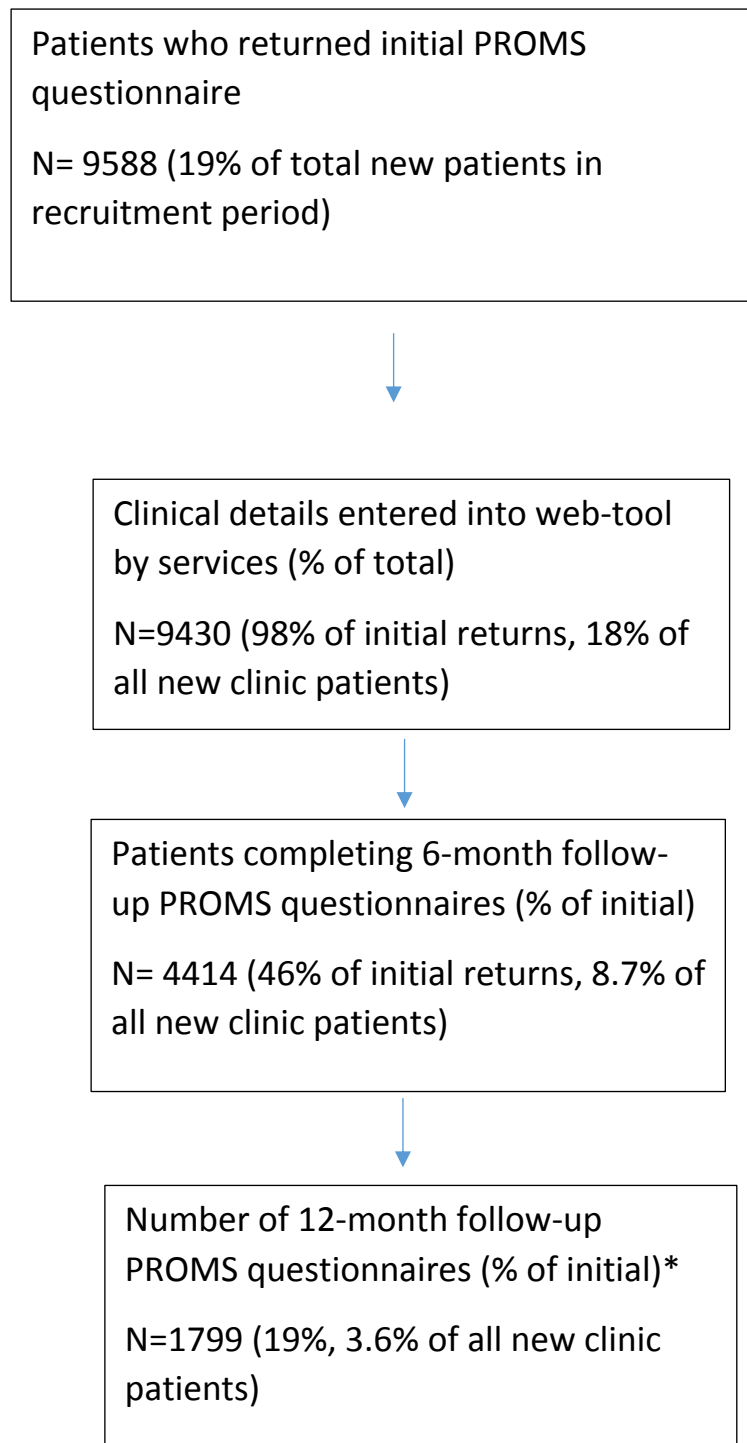 Patients who returned initial PROMS
questionnaire
N= 9588 (19% of total new patients in
recruitment period)
Clinical details entered into web-tool
by services (% of total)
N=9430 (98% of initial returns, 18% of
all new clinic patients)
Patients completing 6-month follow-
up PROMS questionnaires (% of initial)
N= 4414 (46% of initial returns, 8.7% of
all new clinic patients)
Number of 12-month follow-up
PROMS questionnaires (% of initial)*
N=1799 (19%, 3.6% of all new clinic
patients)